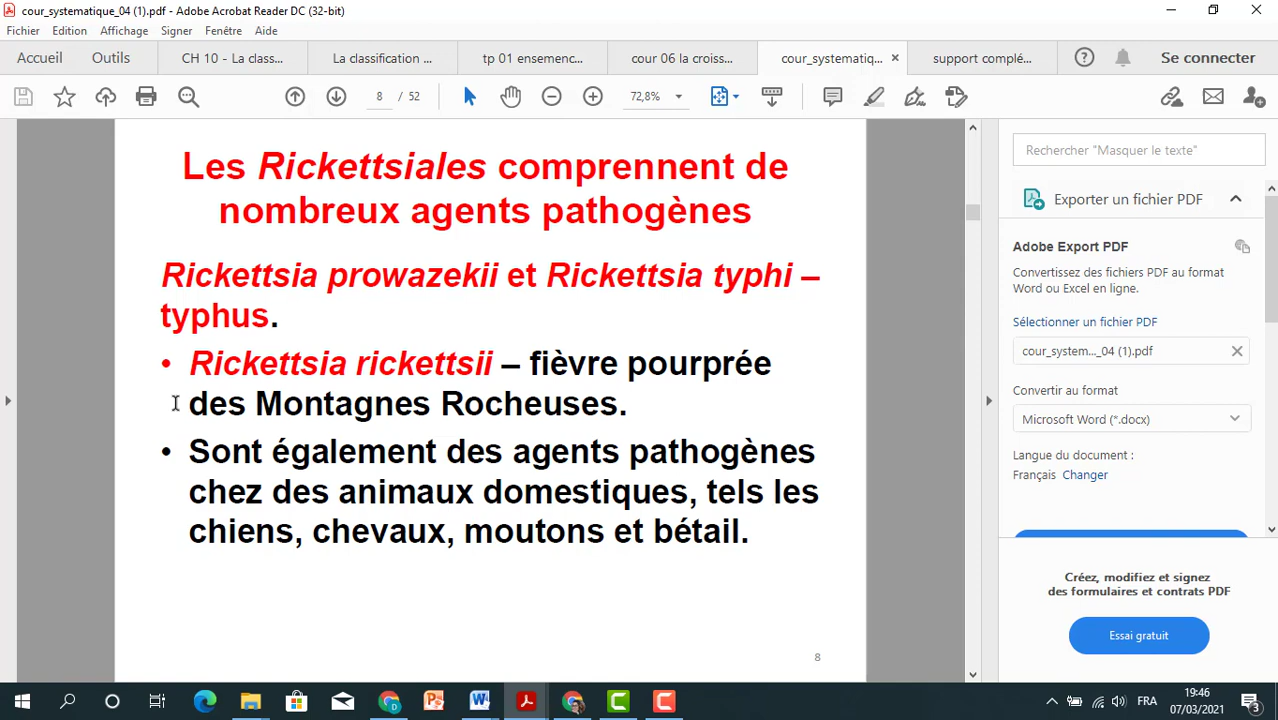 cour_systematique_04 (1).pdf - Adobe Acrobat Reader DC (32-bit)
Fichier Edition Affichage Signer Fenêtre Aide
Accueil Outils CH 10 - La class... La classification ... tp 01 ensemenc... cour 06 la croiss... cour_systematiq... × support complé... Se connecter
8 / 52 72,8%
Les Rickettsiales comprennent de
nombreux agents pathogènes
Rickettsia prowazekii et Rickettsia typhi –
typhus.
• Rickettsia rickettsii – fièvre pourprée
des Montagnes Rocheuses.
• Sont également des agents pathogènes
chez des animaux domestiques, tels les
chiens, chevaux, moutons et bétail.
8
Rechercher "Masquer le texte"
Exporter un fichier PDF
Adobe Export PDF
Convertissez des fichiers PDF au format
Word ou Excel en ligne.
Sélectionner un fichier PDF
cour_system..._04 (1).pdf
Convertir au format
Microsoft Word (*.docx)
Langue du document :
Français Changer
Créez, modifiez et signez
des formulaires et contrats PDF
Essai gratuit
FRA
19:46
07/03/2021
3